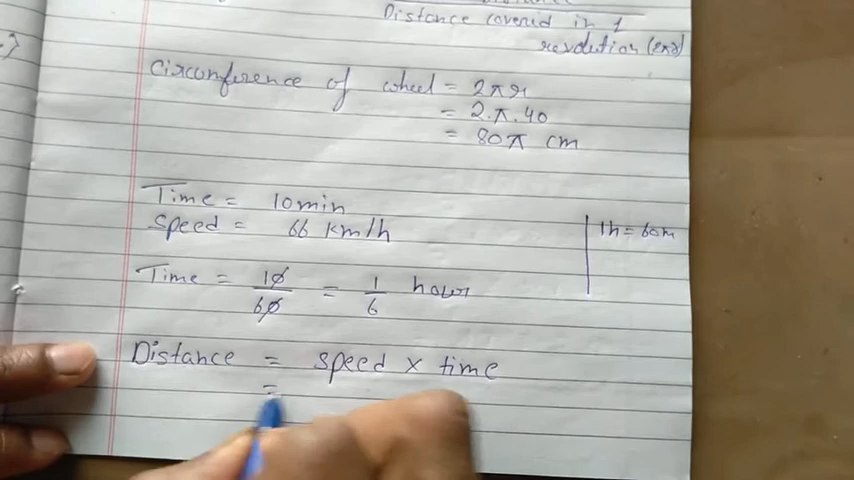 Distance covered in 1
revolution (cm)
Circumference of wheel = 2πr
= 2.π.40
= 80π cm
Time = 10min
Speed = 66 km/h
1h = 60m
Time = 10/60 = 1/6 hour
Distance = speed × time
=